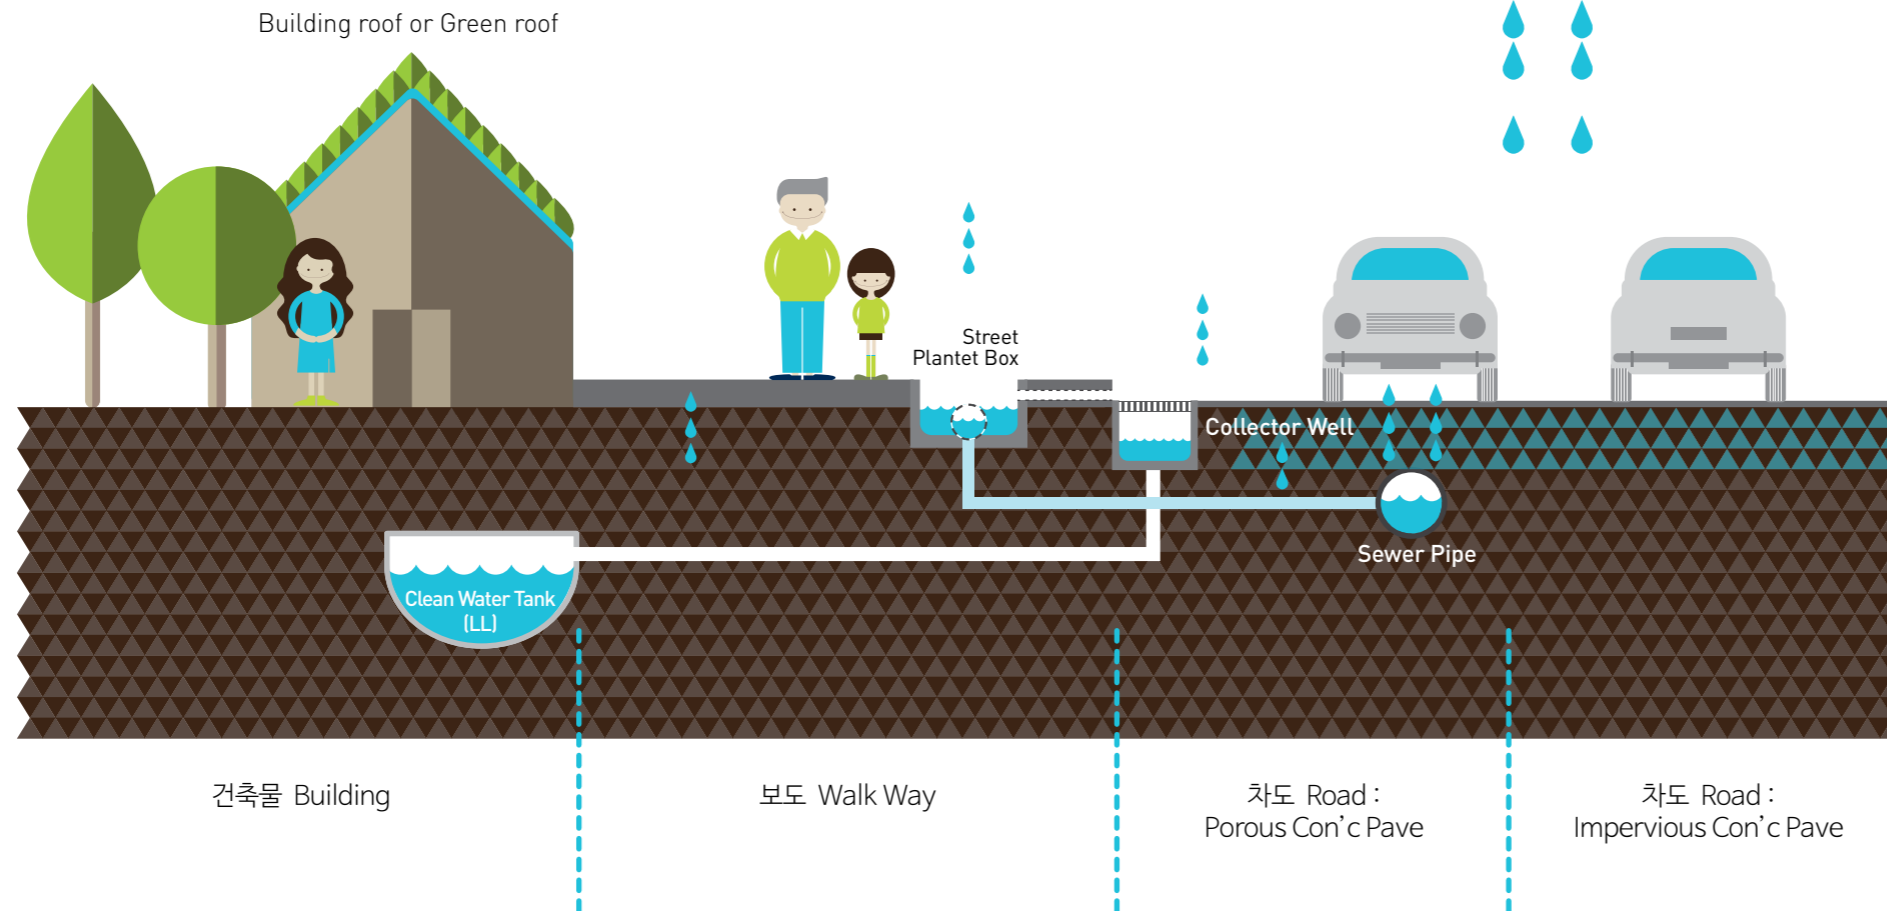 Building roof or Green roof
Street
Plantet Box
Collector Well
Sewer Pipe
Clean Water Tank
(LL)
건축물 Building
보도 Walk Way
차도 Road :
Porous Con’c Pave
차도 Road :
Impervious Con’c Pave